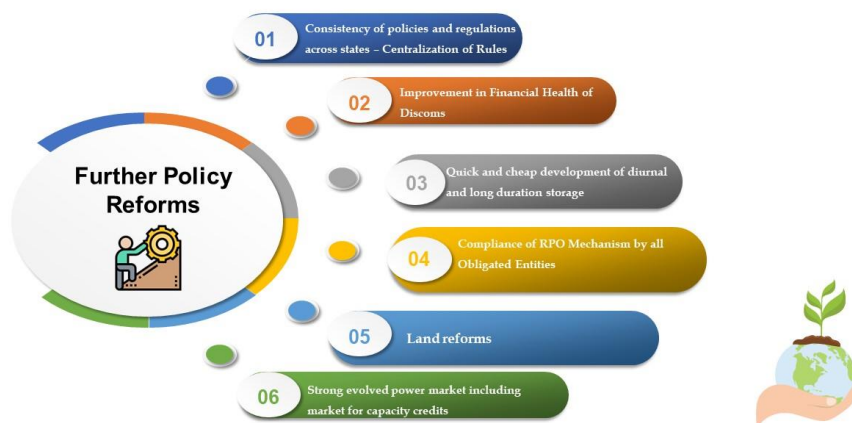 Further Policy
Reforms
01
Consistency of policies and regulations
across states – Centralization of Rules
02
Improvement in Financial Health of
Discoms
03
Quick and cheap development of diurnal
and long duration storage
04
Compliance of RPO Mechanism by all
Obligated Entities
05
Land reforms
06
Strong evolved power market including
market for capacity credits